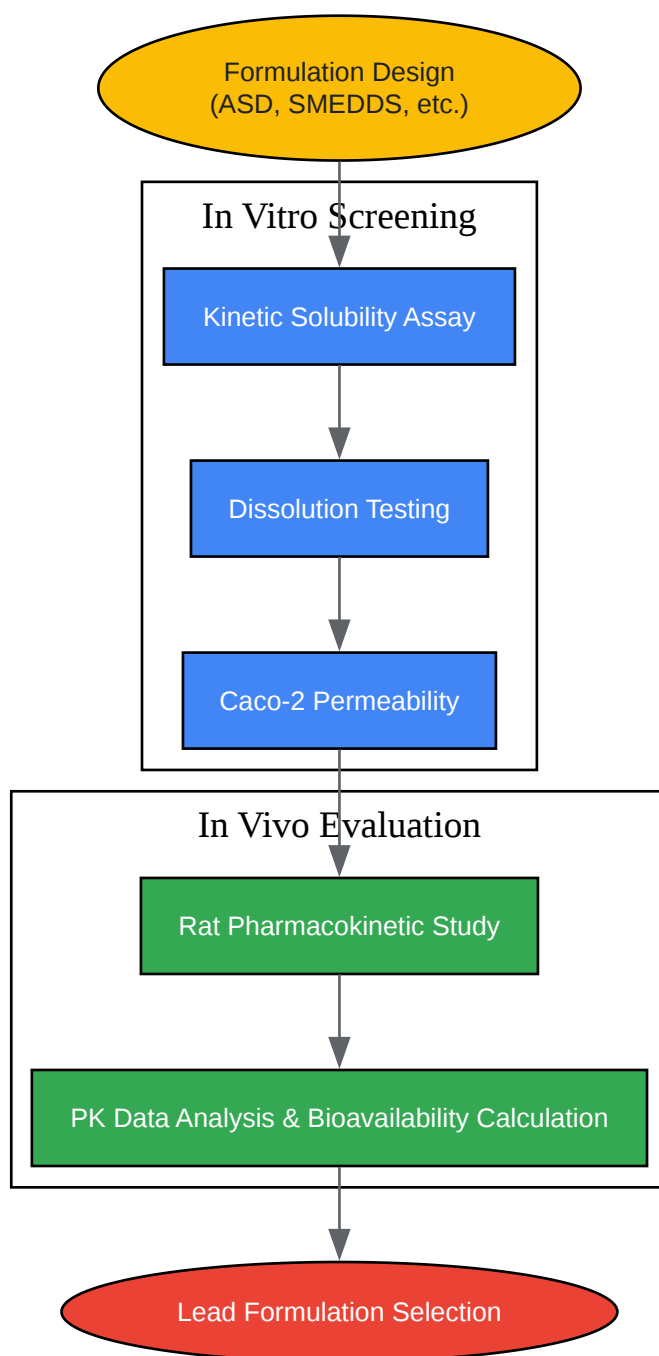 Formulation Design
(ASD, SMEDDS, etc.)
In Vitro Screening
Kinetic Solubility Assay
Dissolution Testing
Caco-2 Permeability
In Vivo Evaluation
Rat Pharmacokinetic Study
PK Data Analysis & Bioavailability Calculation
Lead Formulation Selection